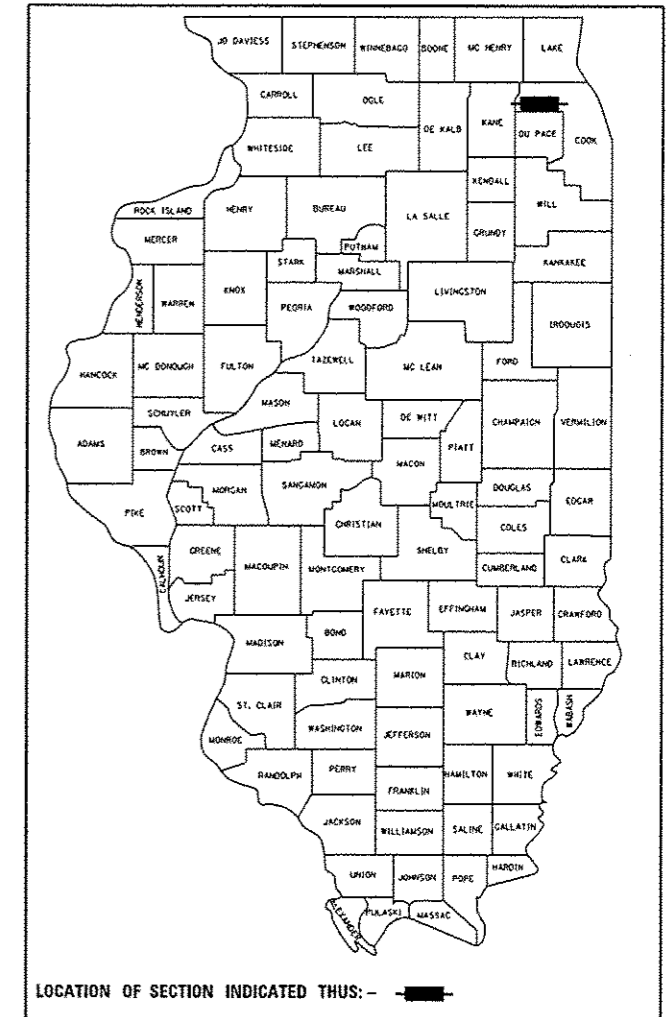 JO DAVIESS STEPHENSON WINNEBAGO BOONE MC HENRY LAKE
CARROLL OGLE DE KALB KANE DU PAGE COOK
WHITESIDE LEE
KENDALL
ROCK ISLAND HENRY BUREAU LA SALLE GRUNDY WILL
MERCER PUTNAM
STARK MARSHALL KANKAKEE
HENDERSON WARREN KNOX PEORIA WOODFORD LIVINGSTON IROQUOIS
HANCOCK MC DONOUGH FULTON TAZEWELL MC LEAN FORD
SCHUYLER MASON
ADAMS BROWN CASS MENARD LOGAN DE WITT PIATT CHAMPAIGN VERMILION
PIKE SCOTT MORGAN SANGAMON MACON MOULTRIE DOUGLAS EDGAR
CHRISTIAN COLES
CALHOUN GREENE MACOUPIN MONTGOMERY SHELBY CUMBERLAND CLARK
JERSEY
MADISON BOND FAYETTE EFFINGHAM JASPER CRAWFORD
CLAY RICHLAND LAWRENCE
ST. CLAIR CLINTON MARION
MONROE WASHINGTON JEFFERSON WAYNE EDWARDS WABASH
RANDOLPH PERRY FRANKLIN HAMILTON WHITE
JACKSON WILLIAMSON SALINE GALLATIN
UNION JOHNSON POPE HARDIN
ALEXANDER PULASKI MASSAC
LOCATION OF SECTION INDICATED THUS: -